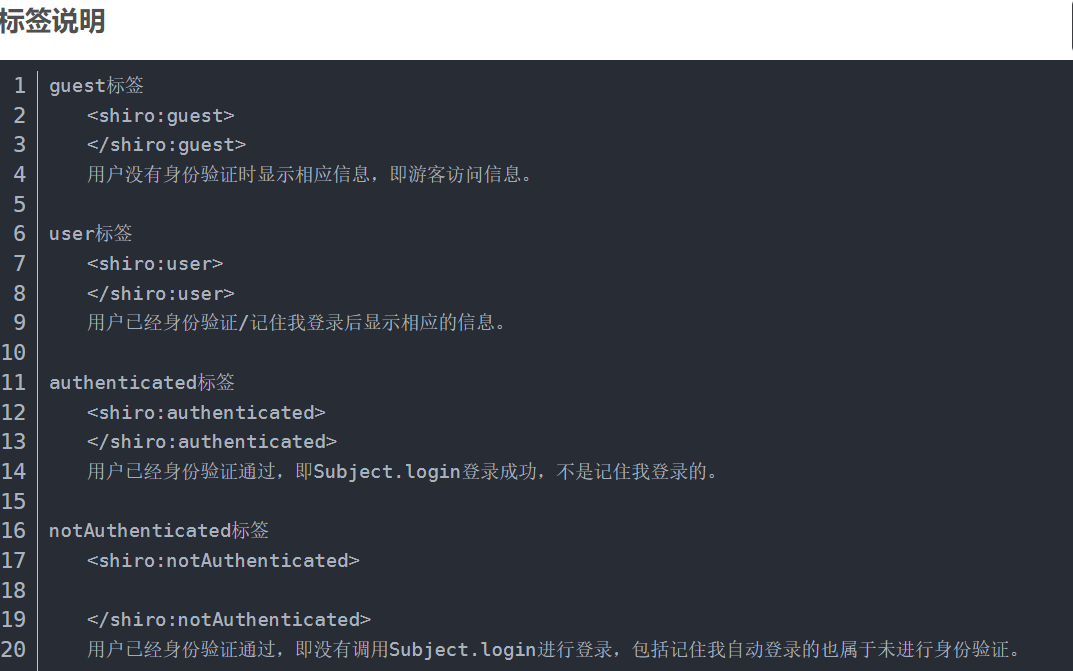 标签说明
1 guest标签
2 <shiro:guest>
3 </shiro:guest>
4 用户没有身份验证时显示相应信息，即游客访问信息。
5
6 user标签
7 <shiro:user>
8 </shiro:user>
9 用户已经身份验证/记住我登录后显示相应的信息。
10
11 authenticated标签
12 <shiro:authenticated>
13 </shiro:authenticated>
14 用户已经身份验证通过，即Subject.login登录成功，不是记住我登录的。
15
16 notAuthenticated标签
17 <shiro:notAuthenticated>
18
19 </shiro:notAuthenticated>
20 用户已经身份验证通过，即没有调用Subject.login进行登录，包括记住我自动登录的也属于未进行身份验证。